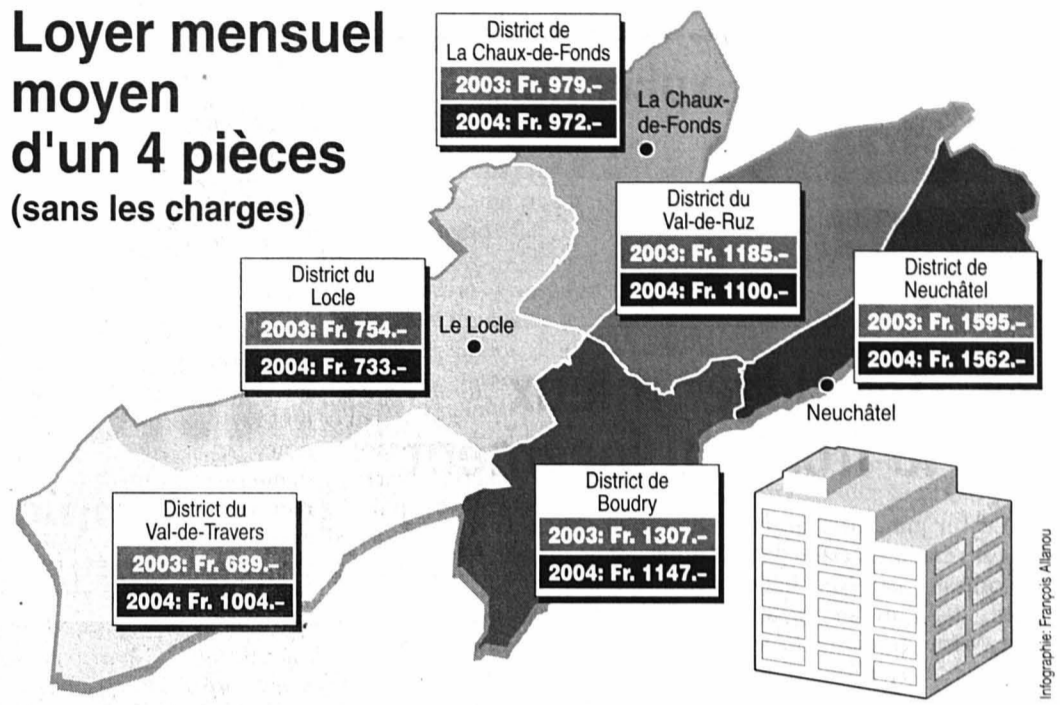 Loyer mensuel
moyen
d'un 4 pièces
(sans les charges)
District de
La Chaux-de-Fonds
2003: Fr. 979.–
2004: Fr. 972.–
La Chaux-
de-Fonds
District du
Val-de-Ruz
2003: Fr. 1185.–
2004: Fr. 1100.–
District de
Neuchâtel
2003: Fr. 1595.–
2004: Fr. 1562.–
District du
Locle
2003: Fr. 754.–
2004: Fr. 733.–
Le Locle
Neuchâtel
District de
Boudry
2003: Fr. 1307.–
2004: Fr. 1147.–
District du
Val-de-Travers
2003: Fr. 689.–
2004: Fr. 1004.–
Infographie: François Allanou